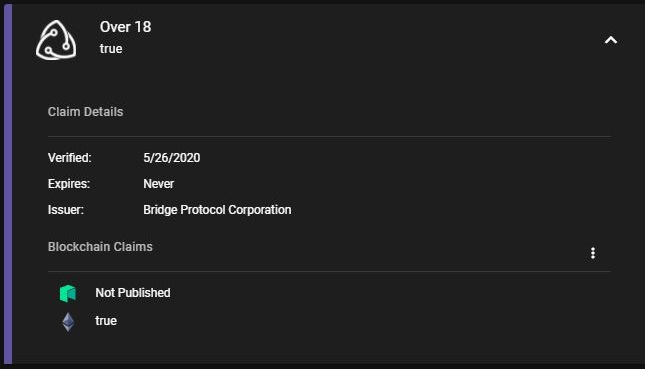 Over 18
true
Claim Details
Verified: 5/26/2020
Expires: Never
Issuer: Bridge Protocol Corporation
Blockchain Claims
Not Published
true